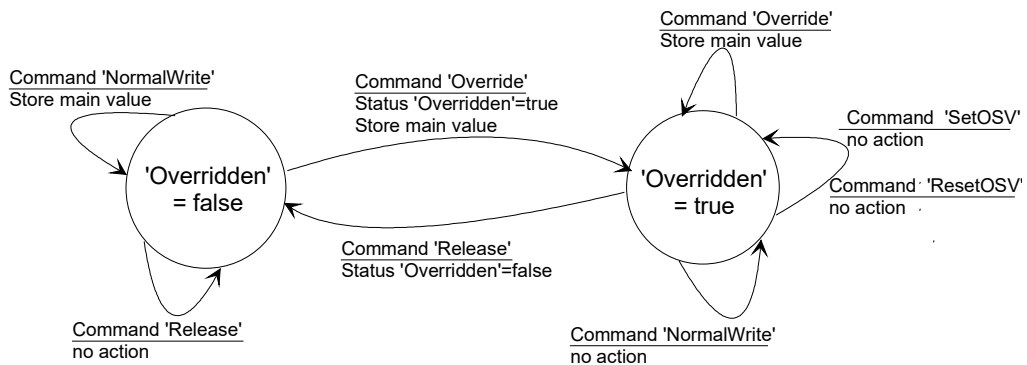 Command 'Override'
Store main value
Command 'NormalWrite'
Store main value
Command 'Override'
Status 'Overridden'=true
Store main value
Command 'SetOSV'
no action
'Overridden'
= false
'Overridden'
= true
Command 'ResetOSV'
no action
Command 'Release'
Status 'Overridden'=false
Command 'Release'
no action
Command 'NormalWrite'
no action